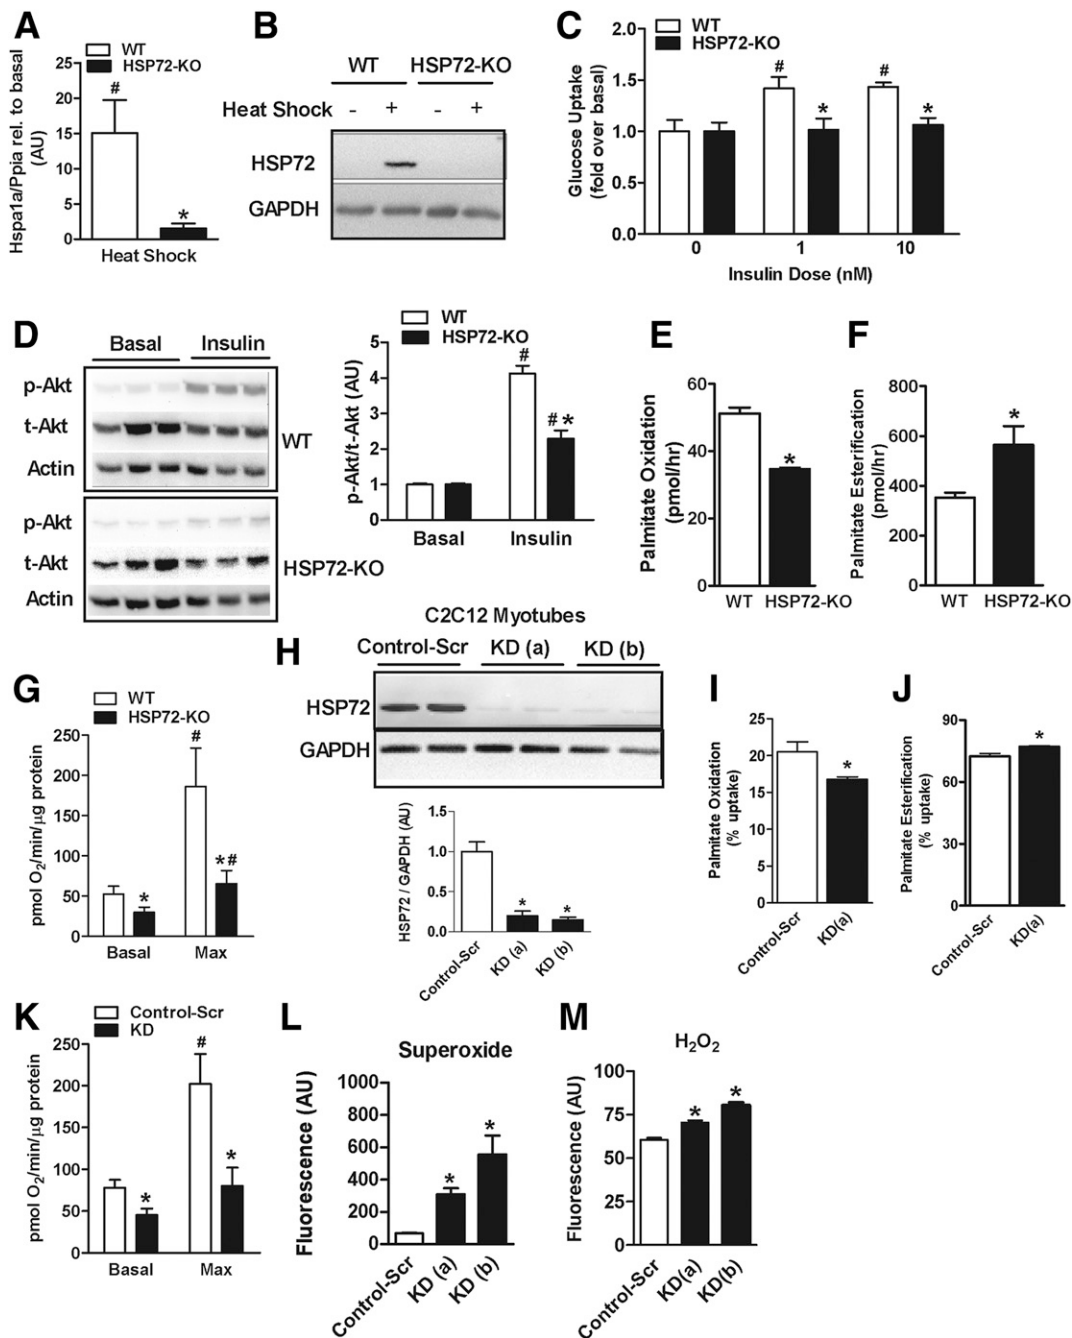 A
WT
HSP72-KO
Hspa1a/Ppia rel. to basal
(AU)
25
20
15
10
5
0
#
*
Heat Shock
B
WT HSP72-KO
Heat Shock - + - +
HSP72
GAPDH
C
WT
HSP72-KO
Glucose Uptake
(fold over basal)
2.0
1.5
1.0
0.5
0.0
# *
# *
0 1 10
Insulin Dose (nM)
D
Basal Insulin
p-Akt
t-Akt
Actin
WT
p-Akt
t-Akt
Actin
HSP72-KO
WT
HSP72-KO
p-Akt/t-Akt (AU)
5
4
3
2
1
0
#
#*
Basal Insulin
E
Palmitate Oxidation
(pmol/hr)
60
40
20
0
*
WT HSP72-KO
F
Palmitate Esterification
(pmol/hr)
800
600
400
200
0
*
WT HSP72-KO
G
WT
HSP72-KO
pmol O2/min/µg protein
250
200
150
100
50
0
*
#
*#
Basal Max
C2C12 Myotubes
H
Control-Scr KD (a) KD (b)
HSP72
GAPDH
HSP72 / GAPDH (AU)
1.5
1.0
0.5
0.0
* *
Control-Scr KD (a) KD (b)
I
Palmitate Oxidation
(% uptake)
25
20
15
10
5
0
*
Control-Scr KD(a)
J
Palmitate Esterification
(% uptake)
90
60
30
0
*
Control-Scr KD(a)
K
Control-Scr
KD
pmol O2/min/µg protein
250
200
150
100
50
0
*
#
*
Basal Max
L
Superoxide
Fluorescence (AU)
1000
800
600
400
200
0
* *
Control-Scr KD (a) KD (b)
M
H2O2
Fluorescence (AU)
100
75
50
25
0
* *
Control-Scr KD(a) KD(b)